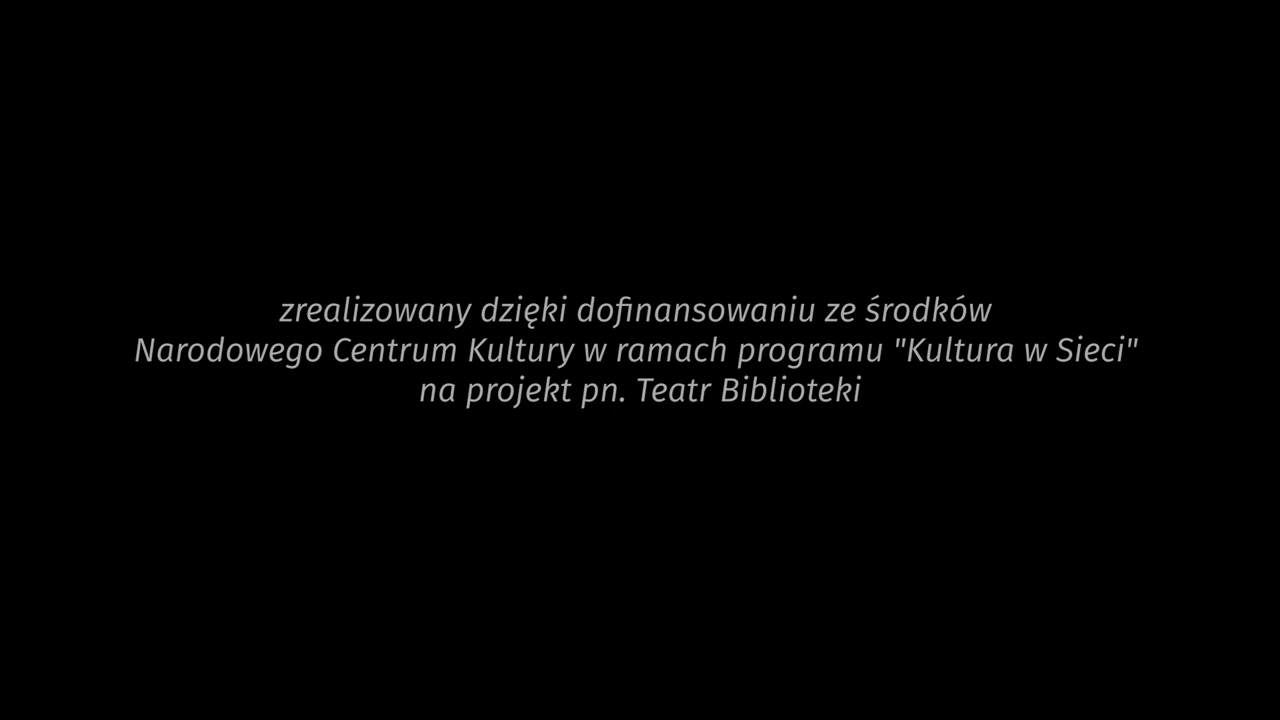 zrealizowany dzięki dofinansowaniu ze środków
Narodowego Centrum Kultury w ramach programu "Kultura w Sieci"
na projekt pn. Teatr Biblioteki